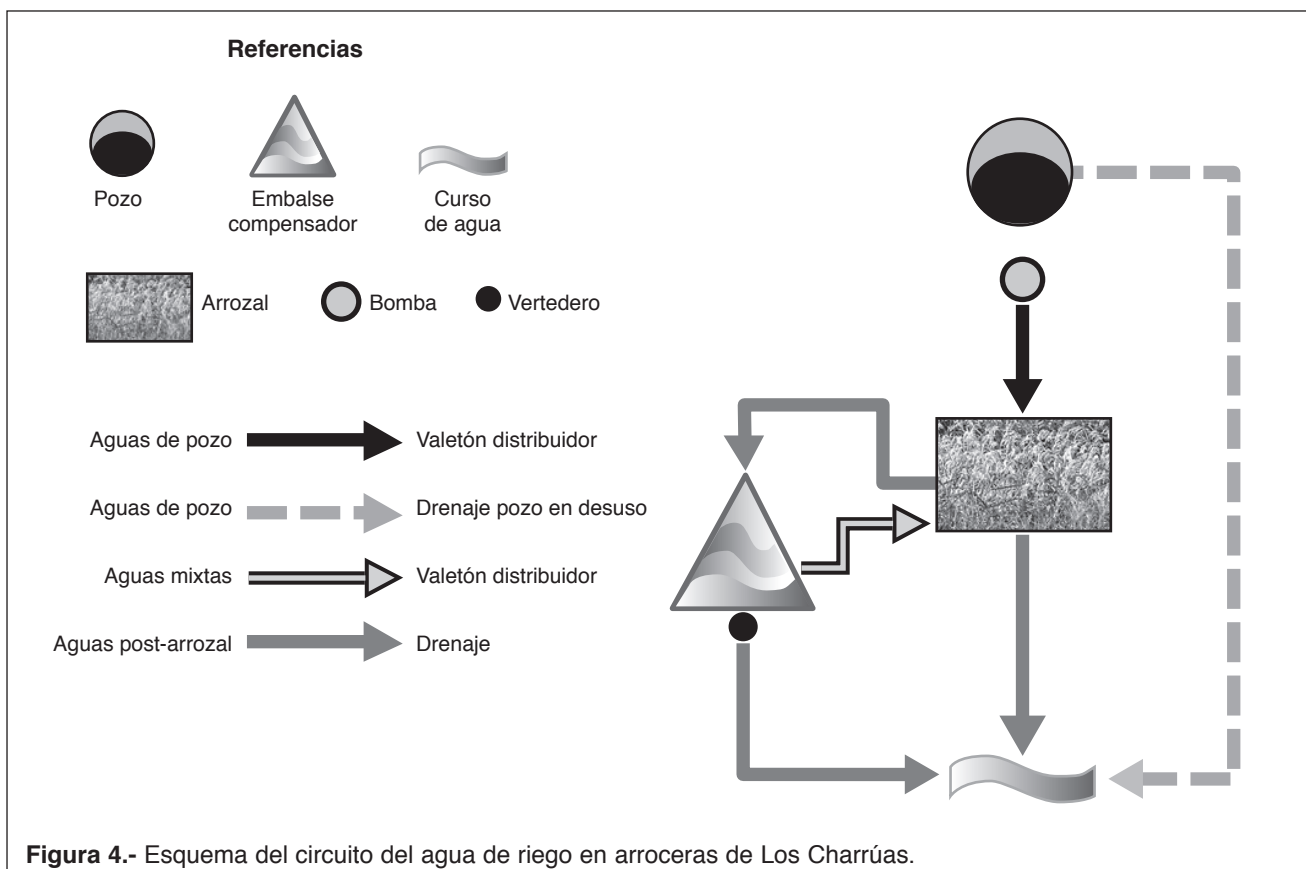 Referencias
Pozo
Embalse
compensador
Curso
de agua
Arrozal
Bomba
Vertedero
Aguas de pozo
Valetón distribuidor
Aguas de pozo
Drenaje pozo en desuso
Aguas mixtas
Valetón distribuidor
Aguas post-arrozal
Drenaje
Figura 4.- Esquema del circuito del agua de riego en arroceras de Los Charrúas.